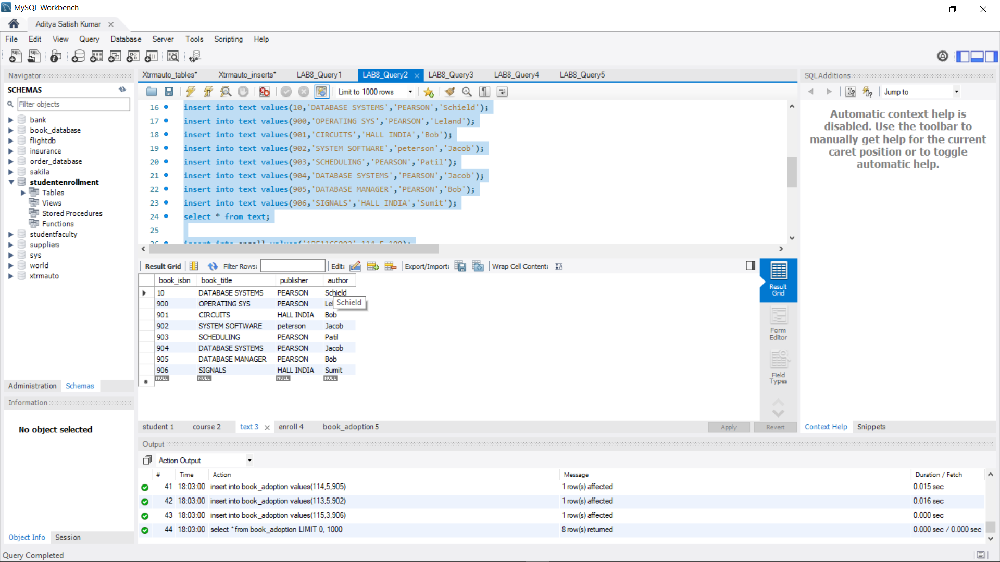 MySQL Workbench
Aditya Satish Kumar
File Edit View Query Database Server Tools Scripting Help
Navigator
SCHEMAS
Filter objects
bank
book_database
flightdb
insurance
order_database
sakila
studentenrollment
Tables
Views
Stored Procedures
Functions
studentfaculty
suppliers
sys
world
xtrmauto
Administration Schemas
Information
No object selected
Object Info Session
Query Completed
Xtrmauto_tables* Xtrmauto_inserts* LAB8_Query1 LAB8_Query2 LAB8_Query3 LAB8_Query4 LAB8_Query5
Limit to 1000 rows
16 insert into text values(10,'DATABASE SYSTEMS','PEARSON','Schield');
17 insert into text values(900,'OPERATING SYS','PEARSON','Leland');
18 insert into text values(901,'CIRCUITS','HALL INDIA','Bob');
19 insert into text values(902,'SYSTEM SOFTWARE','peterson','Jacob');
20 insert into text values(903,'SCHEDULING','PEARSON','Patil');
21 insert into text values(904,'DATABASE SYSTEMS','PEARSON','Jacob');
22 insert into text values(905,'DATABASE MANAGER','PEARSON','Bob');
23 insert into text values(906,'SIGNALS','HALL INDIA','Sumit');
24 select * from text;
25
Result Grid Filter Rows: Edit: Export/Import: Wrap Cell Content:
book_isbn book_title publisher author
10 DATABASE SYSTEMS PEARSON Schield
Schield
900 OPERATING SYS PEARSON
901 CIRCUITS HALL INDIA Bob
902 SYSTEM SOFTWARE peterson Jacob
903 SCHEDULING PEARSON Patil
904 DATABASE SYSTEMS PEARSON Jacob
905 DATABASE MANAGER PEARSON Bob
906 SIGNALS HALL INDIA Sumit
NULL NULL NULL NULL
Result Grid
Form Editor
Field Types
student 1 course 2 text 3 enroll 4 book_adoption 5
Apply Revert
SQLAdditions
Jump to
Automatic context help is
disabled. Use the toolbar to
manually get help for the current
caret position or to toggle
automatic help.
Context Help Snippets
Output
Action Output
# Time Action Message Duration / Fetch
41 18:03:00 insert into book_adoption values(114,5,905) 1 row(s) affected 0.015 sec
42 18:03:00 insert into book_adoption values(113,5,902) 1 row(s) affected 0.016 sec
43 18:03:00 insert into book_adoption values(115,3,906) 1 row(s) affected 0.000 sec
44 18:03:00 select * from book_adoption LIMIT 0, 1000 8 row(s) returned 0.000 sec / 0.000 sec